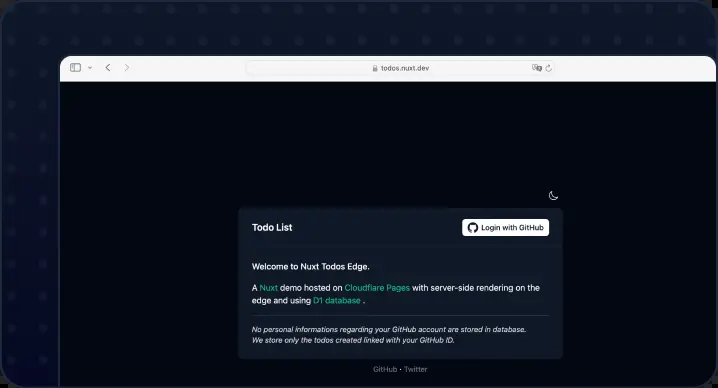 todos.nuxt.dev
Todo List
Login with GitHub
Welcome to Nuxt Todos Edge.
A Nuxt demo hosted on Cloudflare Pages with server-side rendering on the
edge and using D1 database .
No personal informations regarding your GitHub account are stored in database.
We store only the todos created linked with your GitHub ID.
GitHub · Twitter